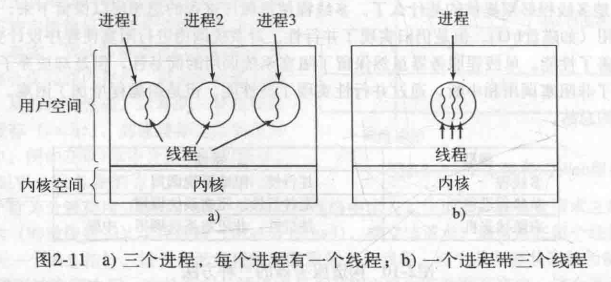 进程1 进程2 进程3 进程
用户空间
线程 线程
内核空间 内核 内核
a) b)
图2-11 a) 三个进程，每个进程有一个线程；b) 一个进程带三个线程